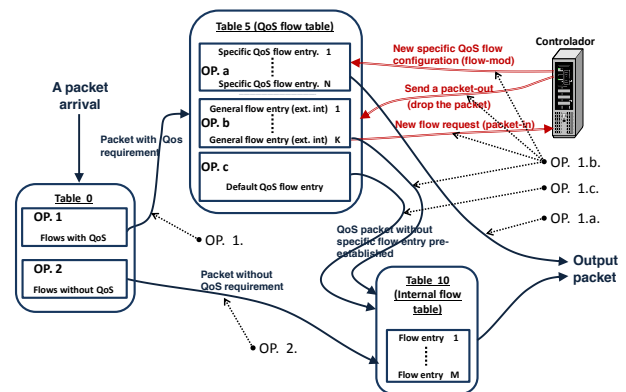 Table 5 (QoS flow table)
Specific QoS flow entry. 1
OP. a
Specific QoS flow entry. N
General flow entry (ext. int) 1
OP. b
General flow entry (ext. int) K
OP. c
Default QoS flow entry
New specific QoS flow
configuration (flow-mod)
Send a packet-out
(drop the packet)
New flow request (packet-in)
Controlador
A packet
arrival
Packet with Qos
requirement
Table 0
OP. 1
Flows with QoS
OP. 2
Flows without QoS
OP. 1.
OP. 1.b.
OP. 1.c.
OP. 1.a.
QoS packet without
specific flow entry pre-
established
Packet without
QoS requirement
OP. 2.
Table 10
(Internal flow
table)
Flow entry 1
Flow entry M
Output
packet